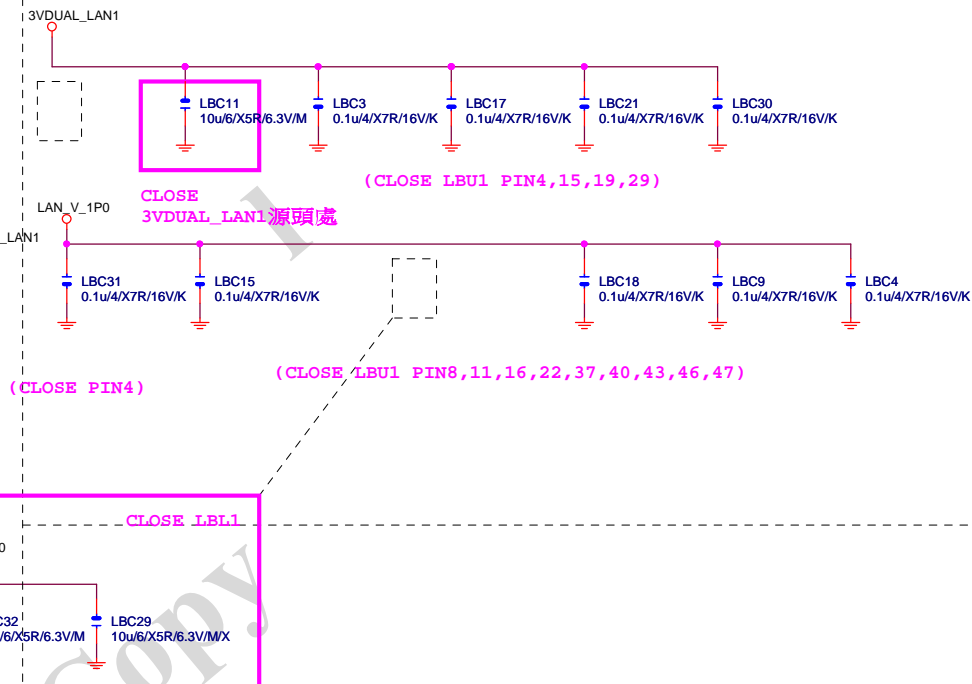 3VDUAL_LAN1
LBC11
10u/6/X5R/6.3V/M
LBC3
0.1u/4/X7R/16V/K
LBC17
0.1u/4/X7R/16V/K
LBC21
0.1u/4/X7R/16V/K
LBC30
0.1u/4/X7R/16V/K
(CLOSE LBU1 PIN4,15,19,29)
CLOSE
3VDUAL_LAN1源頭處
LAN_V_1P0
_LAN1
LBC31
0.1u/4/X7R/16V/K
LBC15
0.1u/4/X7R/16V/K
LBC18
0.1u/4/X7R/16V/K
LBC9
0.1u/4/X7R/16V/K
LBC4
0.1u/4/X7R/16V/K
(CLOSE LBU1 PIN8,11,16,22,37,40,43,46,47)
(CLOSE PIN4)
CLOSE LBL1
0
C32
/6/X5R/6.3V/M
LBC29
10u/6/X5R/6.3V/M/X
Copy